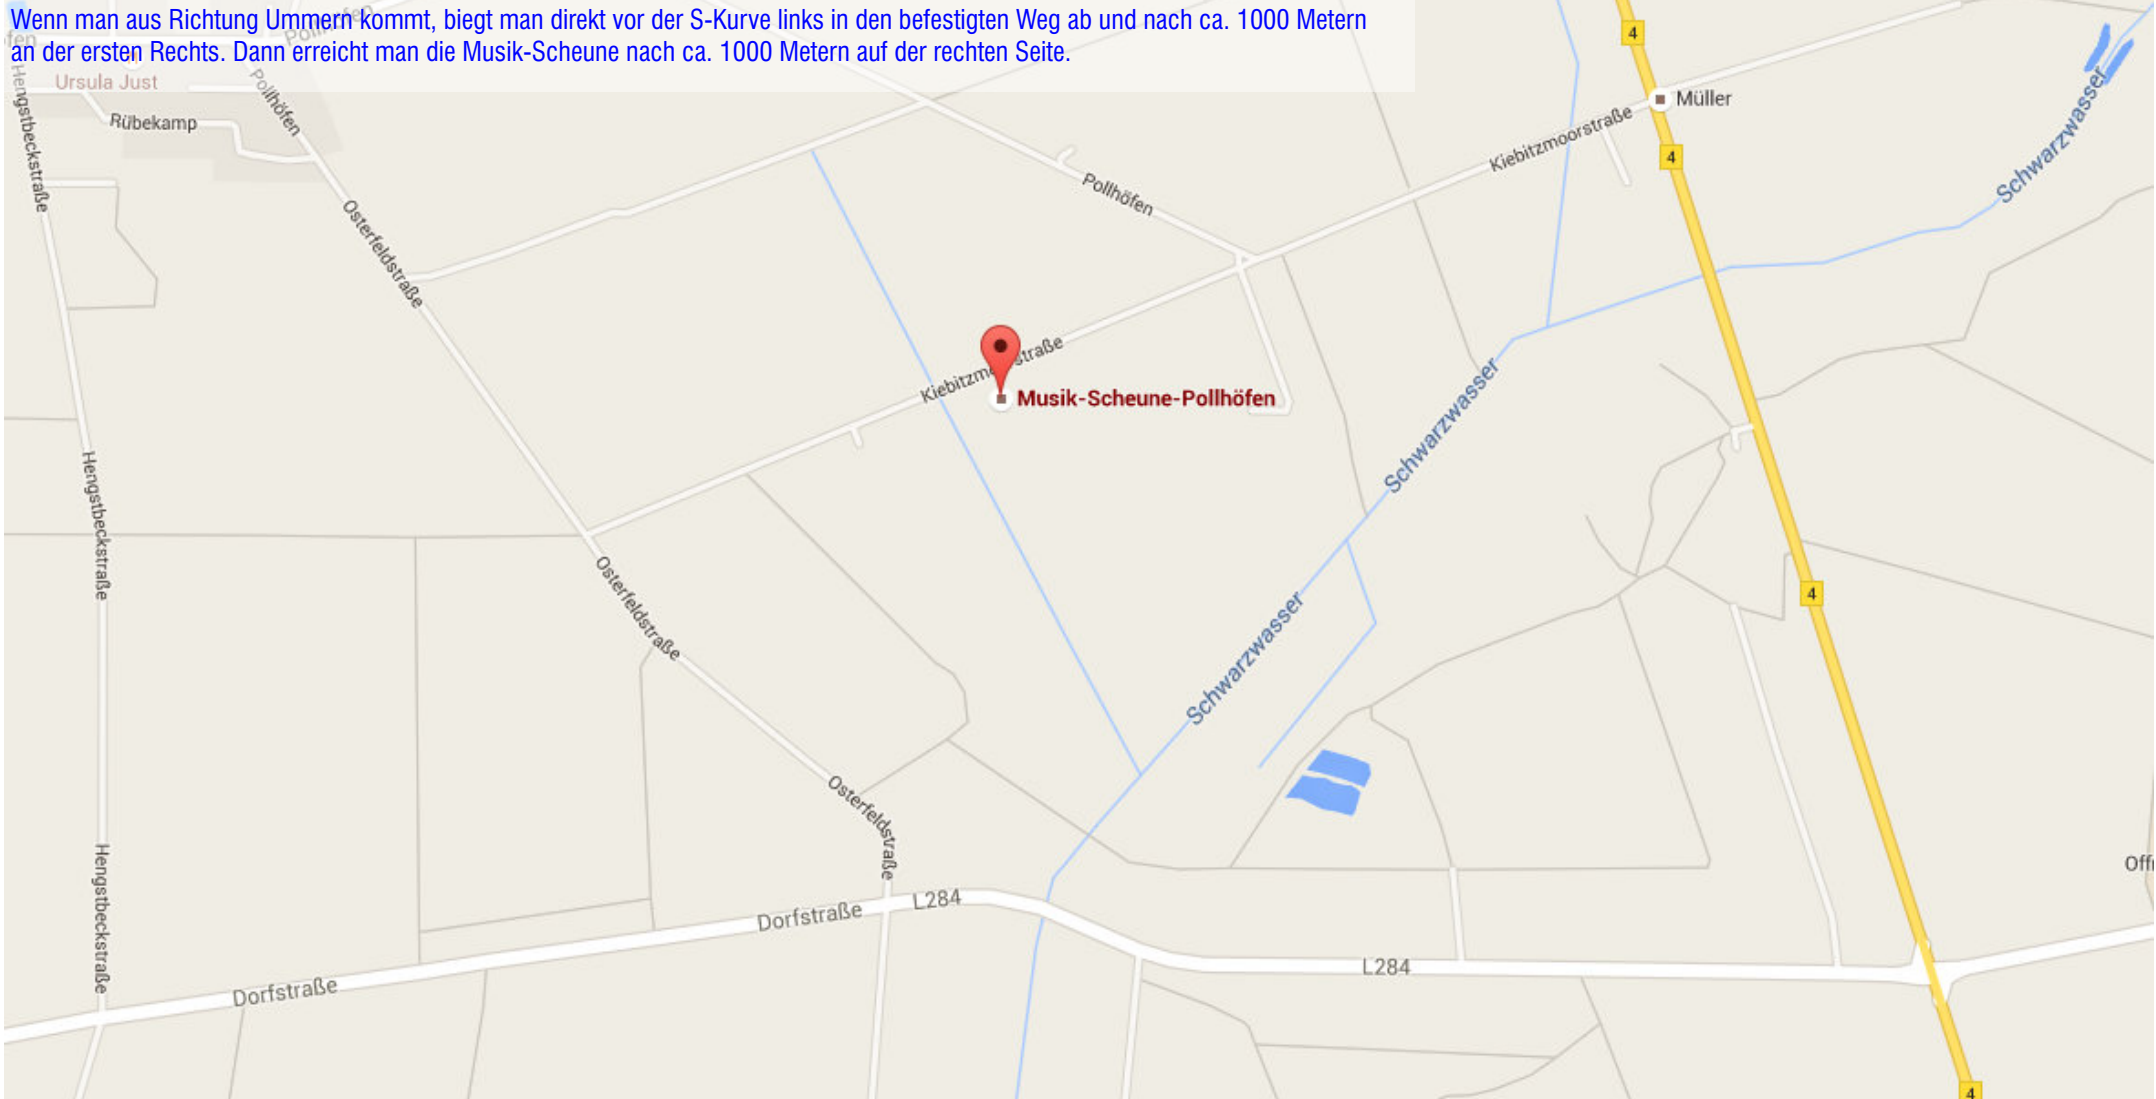 Wenn man aus Richtung Ummern kommt, biegt man direkt vor der S-Kurve links in den befestigten Weg ab und nach ca. 1000 Metern
an der ersten Rechts. Dann erreicht man die Musik-Scheune nach ca. 1000 Metern auf der rechten Seite.
Pollhöfen
4
Ursula Just
Hengstbeckstraße
Pollhöfen
Rübekamp
Müller
Kiebitzmoorstraße
4
Schwarzwasser
Pollhöfen
Osterfeldstraße
Musik-Scheune-Pollhöfen
Schwarzwasser
Hengstbeckstraße
Osterfeldstraße
4
Schwarzwasser
Osterfeldstraße
Hengstbeckstraße
Dorfstraße
L284
L284
Dorfstraße
4